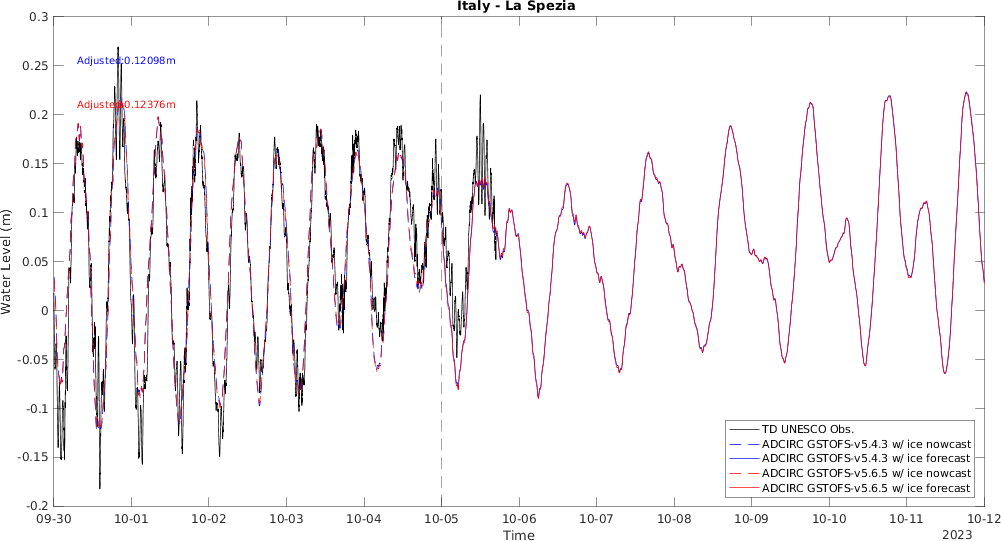 Italy - La Spezia
Water Level (m)
0.3
0.25
0.2
0.15
0.1
0.05
0
-0.05
-0.1
-0.15
-0.2
Adjusted:0.12098m
Adjusted:0.12376m
TD UNESCO Obs.
ADCIRC GSTOFS-v5.4.3 w/ ice nowcast
ADCIRC GSTOFS-v5.4.3 w/ ice forecast
ADCIRC GSTOFS-v5.6.5 w/ ice nowcast
ADCIRC GSTOFS-v5.6.5 w/ ice forecast
09-30 10-01 10-02 10-03 10-04 10-05 10-06 10-07 10-08 10-09 10-10 10-11 10-12
Time
2023